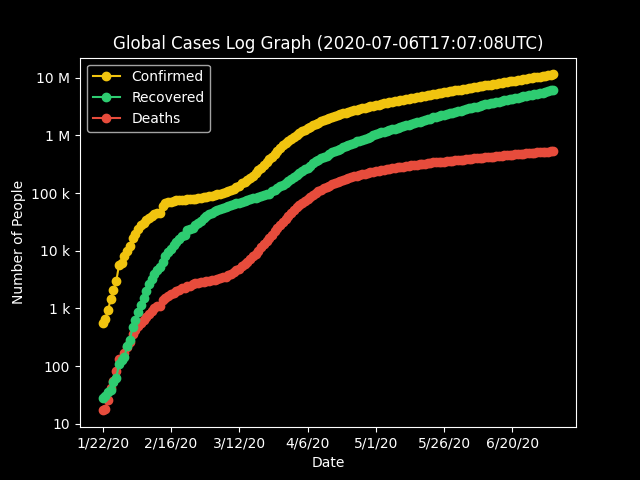 Global Cases Log Graph (2020-07-06T17:07:08UTC)
Confirmed
Recovered
Deaths
10 M
1 M
100 k
10 k
1 k
100
10
Number of People
1/22/20 2/16/20 3/12/20 4/6/20 5/1/20 5/26/20 6/20/20
Date